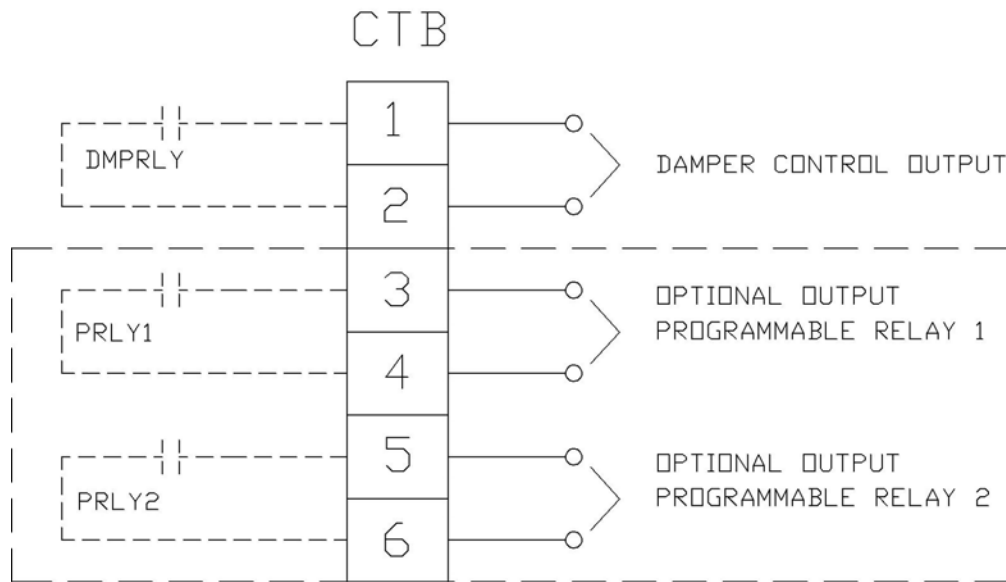 CTB
1
DMPRLY
DAMPER CONTROL OUTPUT
2
3
PRLY1
OPTIONAL OUTPUT
PROGRAMMABLE RELAY 1
4
5
PRLY2
OPTIONAL OUTPUT
PROGRAMMABLE RELAY 2
6